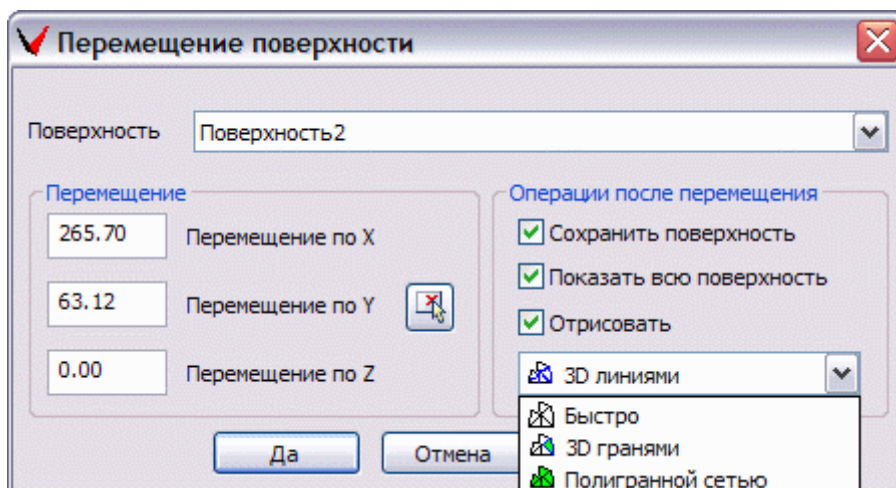 Перемещение поверхности
Поверхность Поверхность2
Перемещение
265.70 Перемещение по X
63.12 Перемещение по Y
0.00 Перемещение по Z
Операции после перемещения
Сохранить поверхность
Показать всю поверхность
Отрисовать
3D линиями
Быстро
3D гранями
Полигранной сетью
Да Отмена